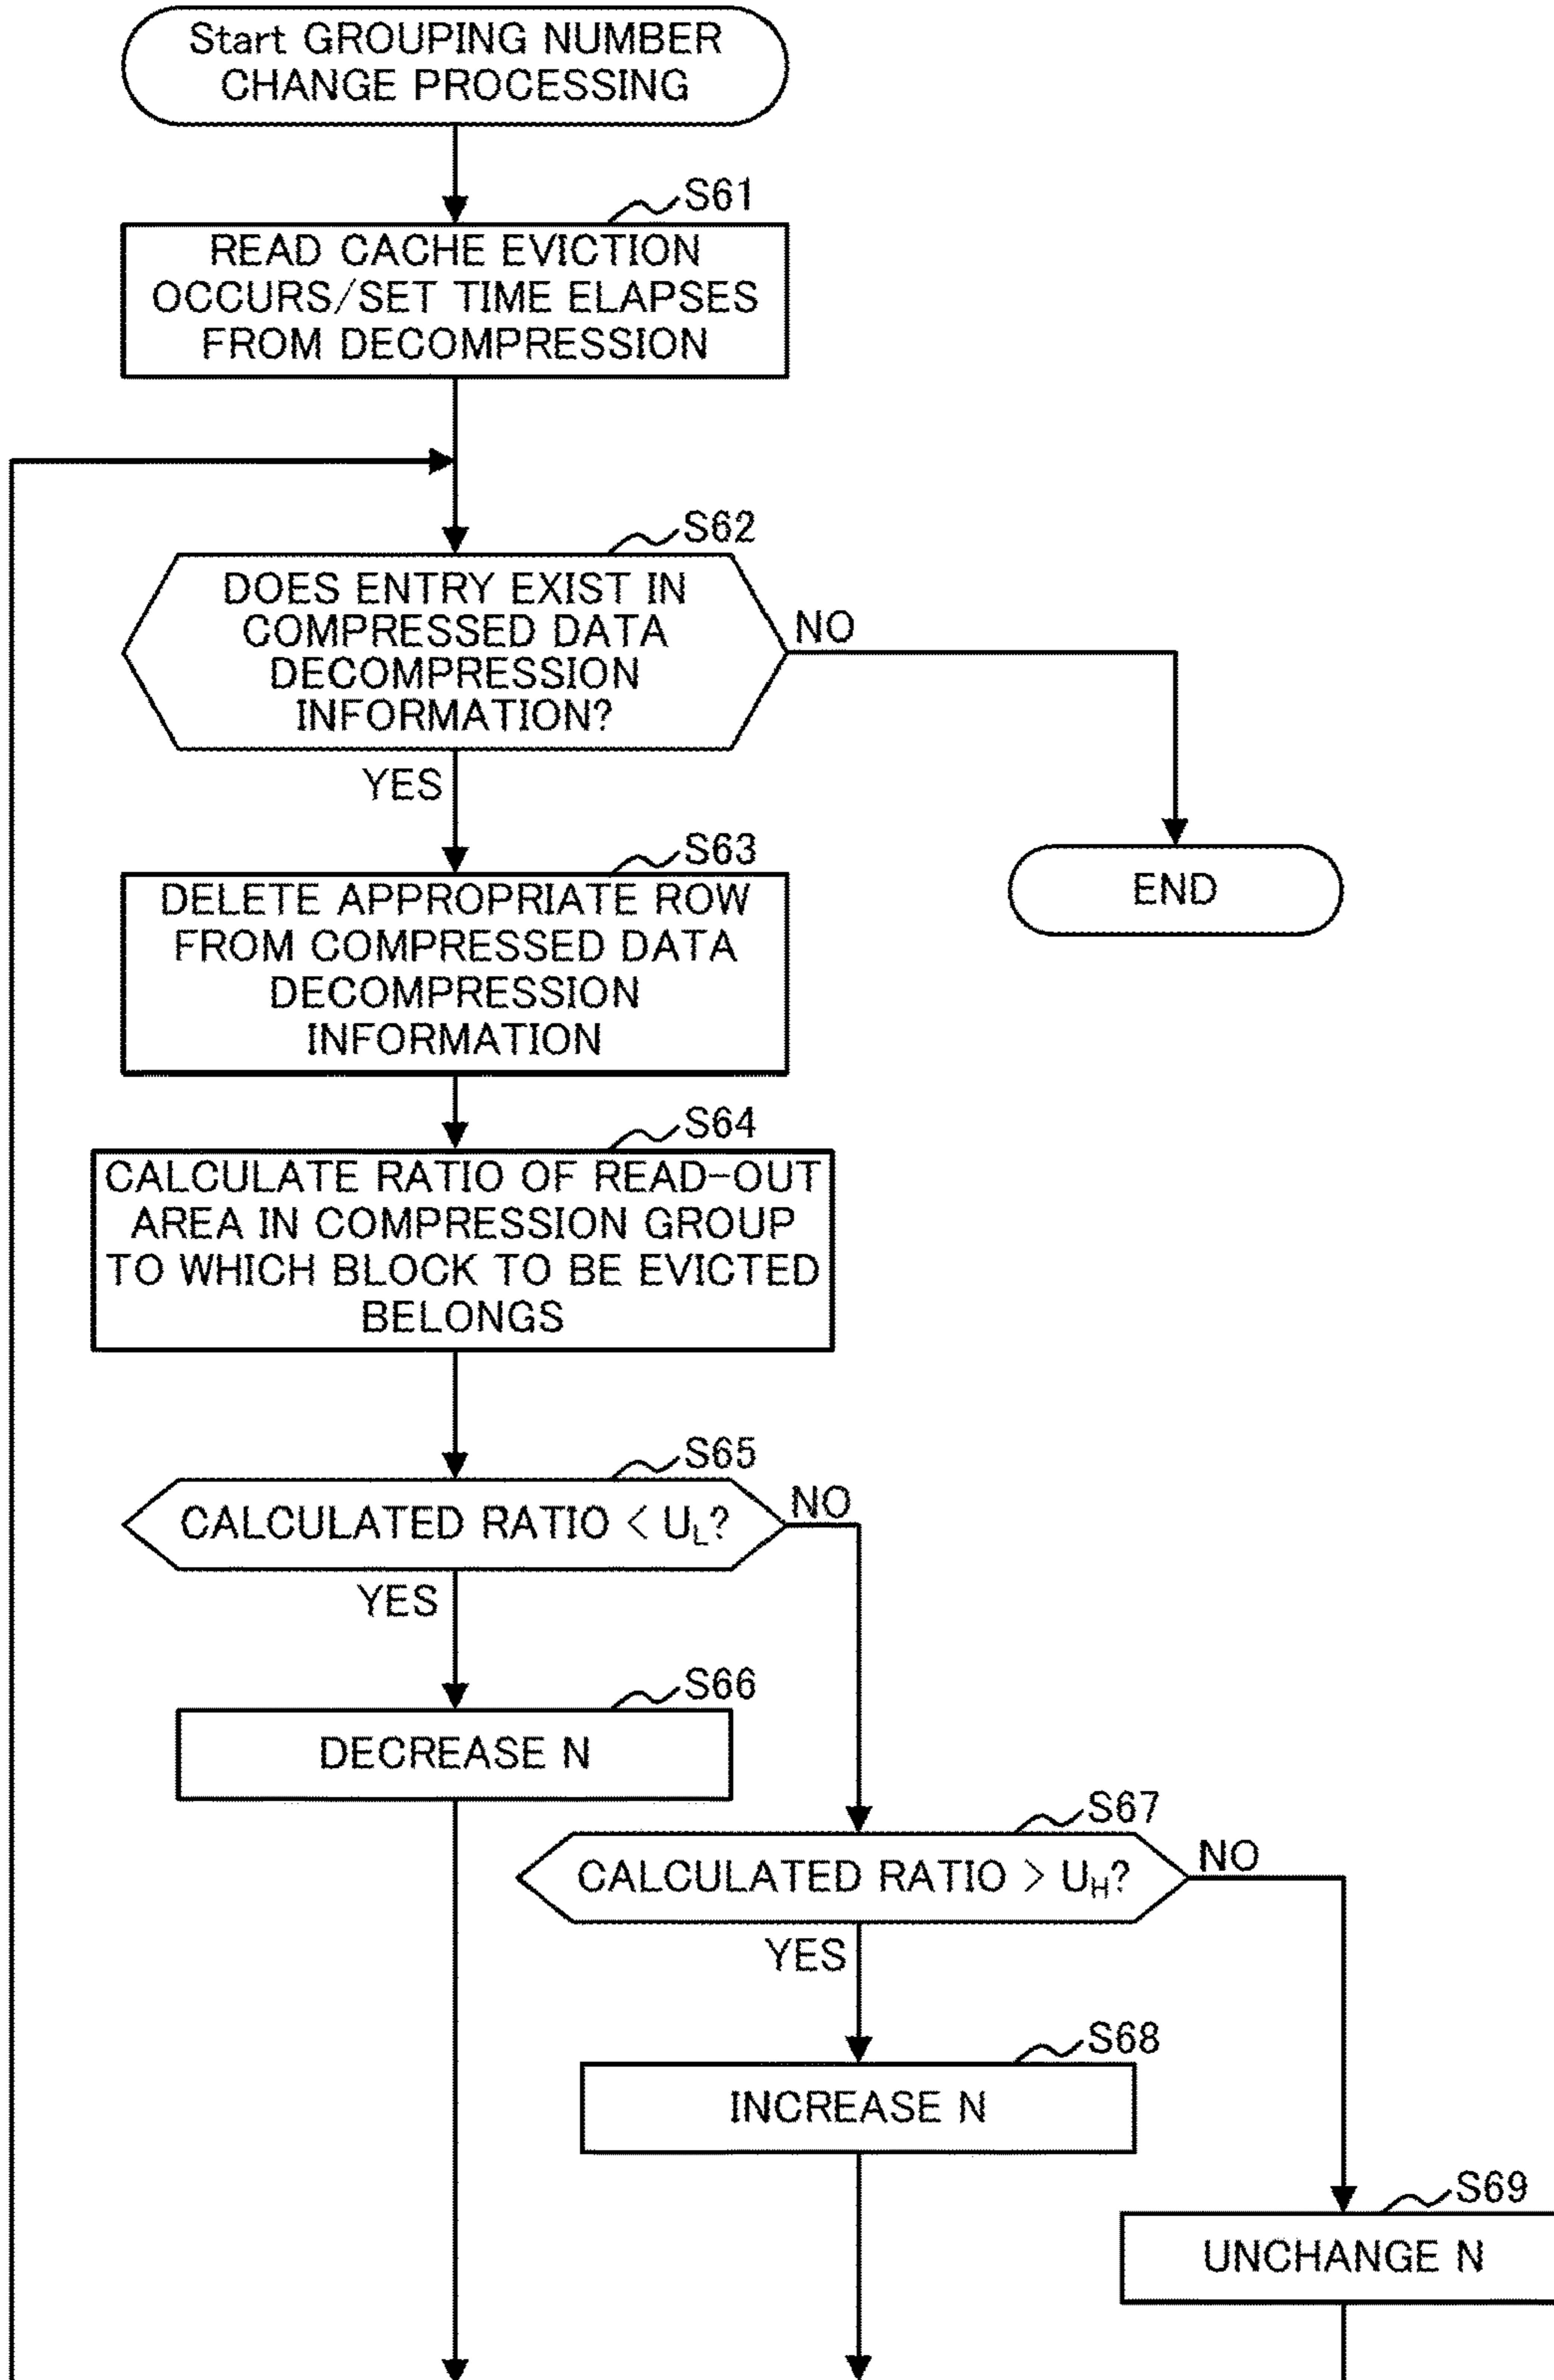 Start GROUPING NUMBER
CHANGE PROCESSING
S61
READ CACHE EVICTION
OCCURS/SET TIME ELAPSES
FROM DECOMPRESSION
S62
DOES ENTRY EXIST IN
COMPRESSED DATA
DECOMPRESSION
INFORMATION?
NO
YES
S63
DELETE APPROPRIATE ROW
FROM COMPRESSED DATA
DECOMPRESSION
INFORMATION
END
S64
CALCULATE RATIO OF READ-OUT
AREA IN COMPRESSION GROUP
TO WHICH BLOCK TO BE EVICTED
BELONGS
S65
CALCULATED RATIO < UL?
NO
YES
S66
DECREASE N
S67
CALCULATED RATIO > UH?
NO
YES
S68
INCREASE N
S69
UNCHANGE N